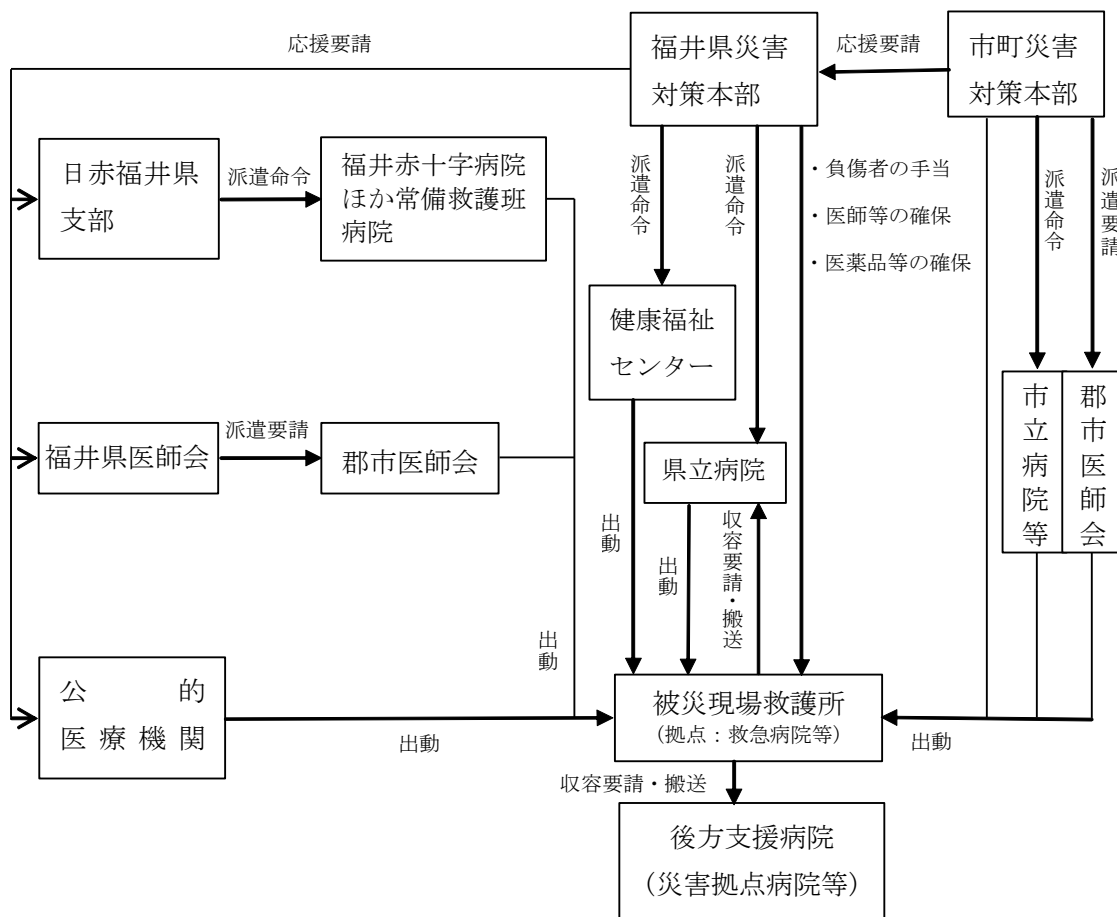 応援要請
福井県災害
対策本部
応援要請
市町災害
対策本部
日赤福井県
支部
派遣命令
福井赤十字病院
ほか常備救護班
病院
派遣命令
派遣命令
・負傷者の手当
・医師等の確保
・医薬品等の確保
派遣命令
派遣要請
健康福祉
センター
福井県医師会
派遣要請
郡市医師会
県立病院
市立病院等
郡市医師会
出動
出動
収容要請・搬送
出動
公的
医療機関
出動
被災現場救護所
(拠点：救急病院等)
出動
収容要請・搬送
後方支援病院
（災害拠点病院等）